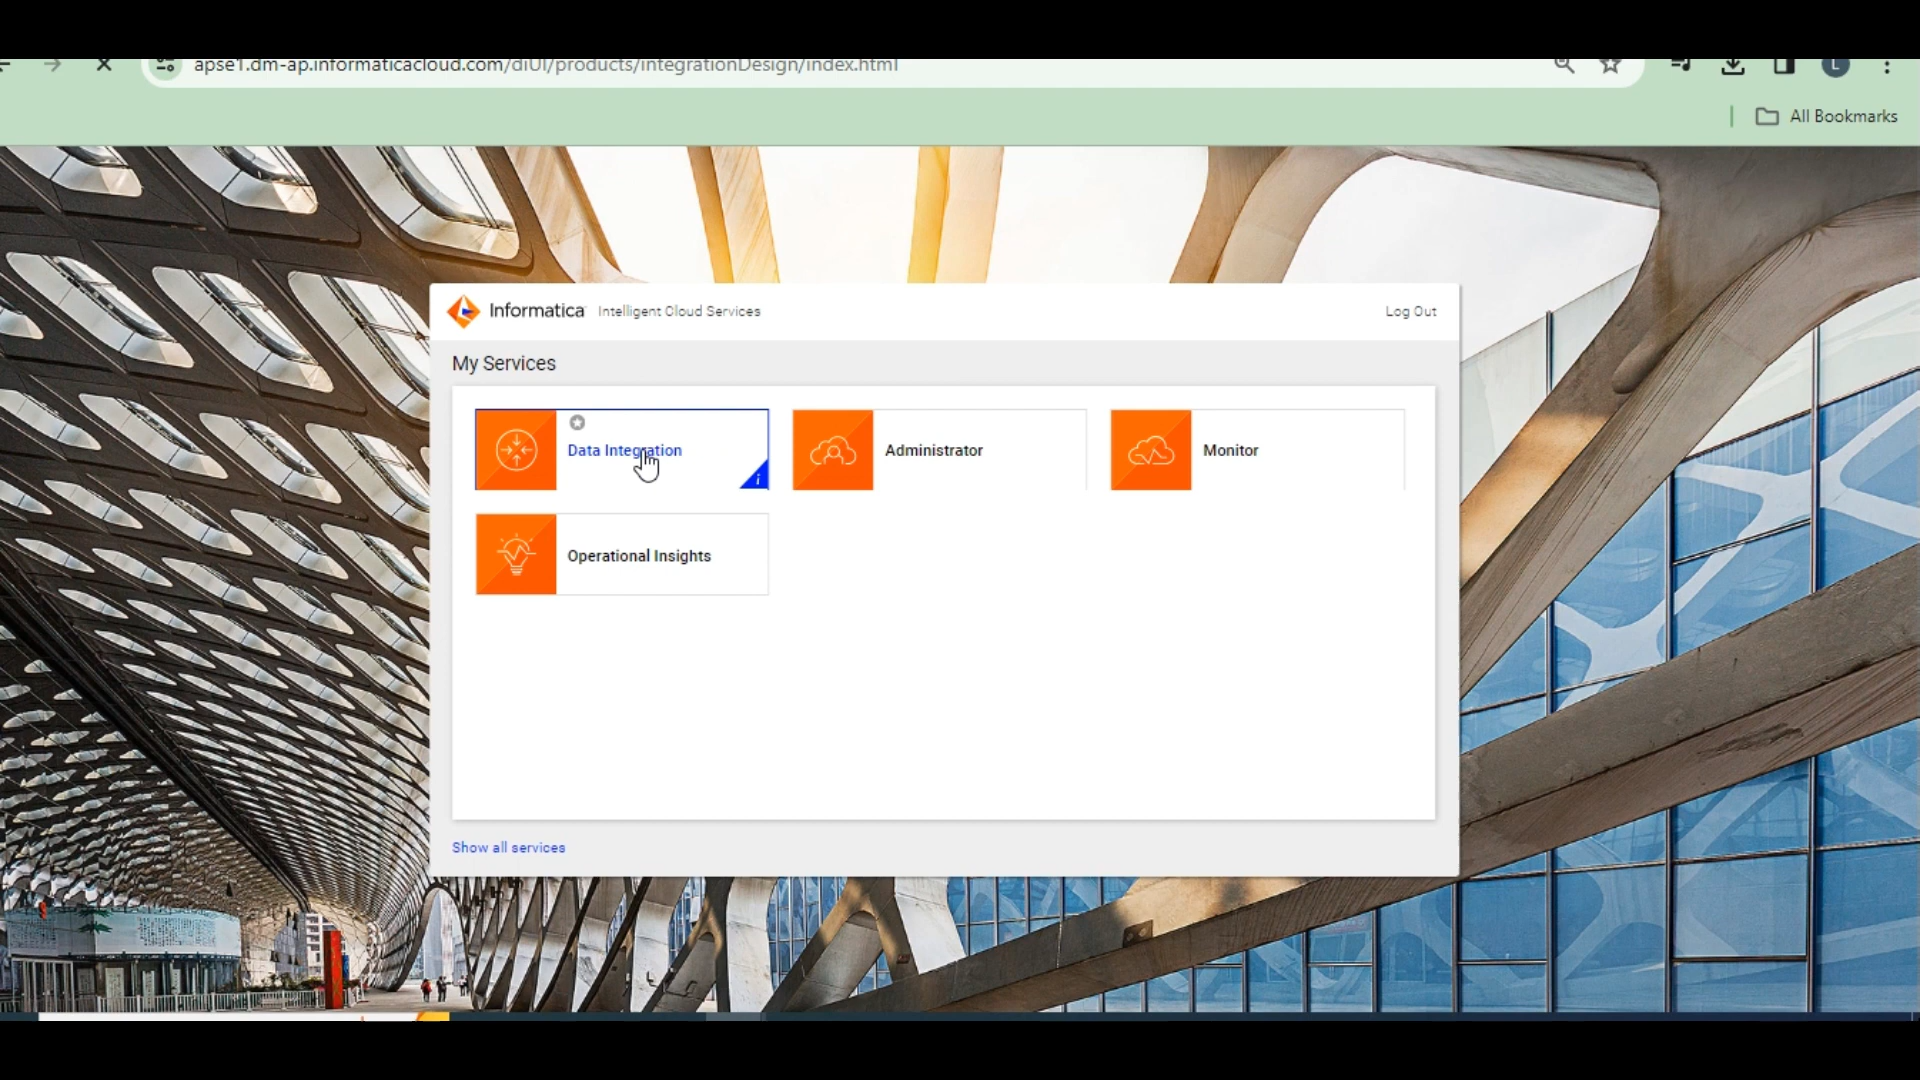 apse1.dm-ap.informaticacloud.com/diUI/products/integrationDesign/index.html
L
All Bookmarks
Informatica Intelligent Cloud Services
Log Out
My Services
Data Integration
Administrator
Monitor
i
Operational Insights
Show all services